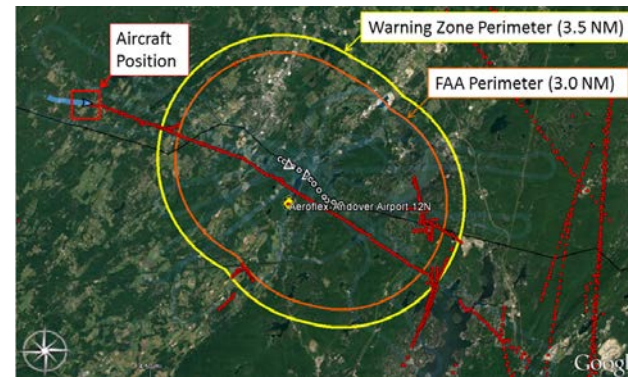 Warning Zone Perimeter (3.5 NM)
Aircraft
Position
FAA Perimeter (3.0 NM)
Aeroflex-Andover Airport 12N
Google